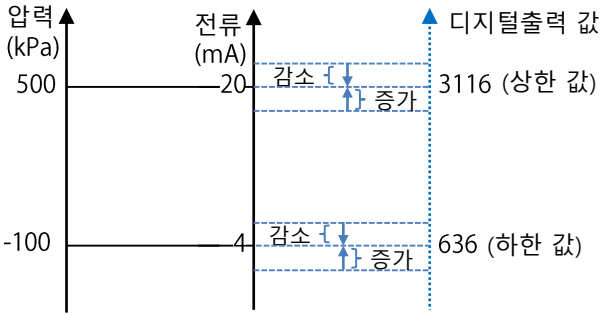 압력
(kPa)
전류
(mA)
디지털출력 값
500
20
감소
증가
3116 (상한 값)
-100
4
감소
증가
636 (하한 값)